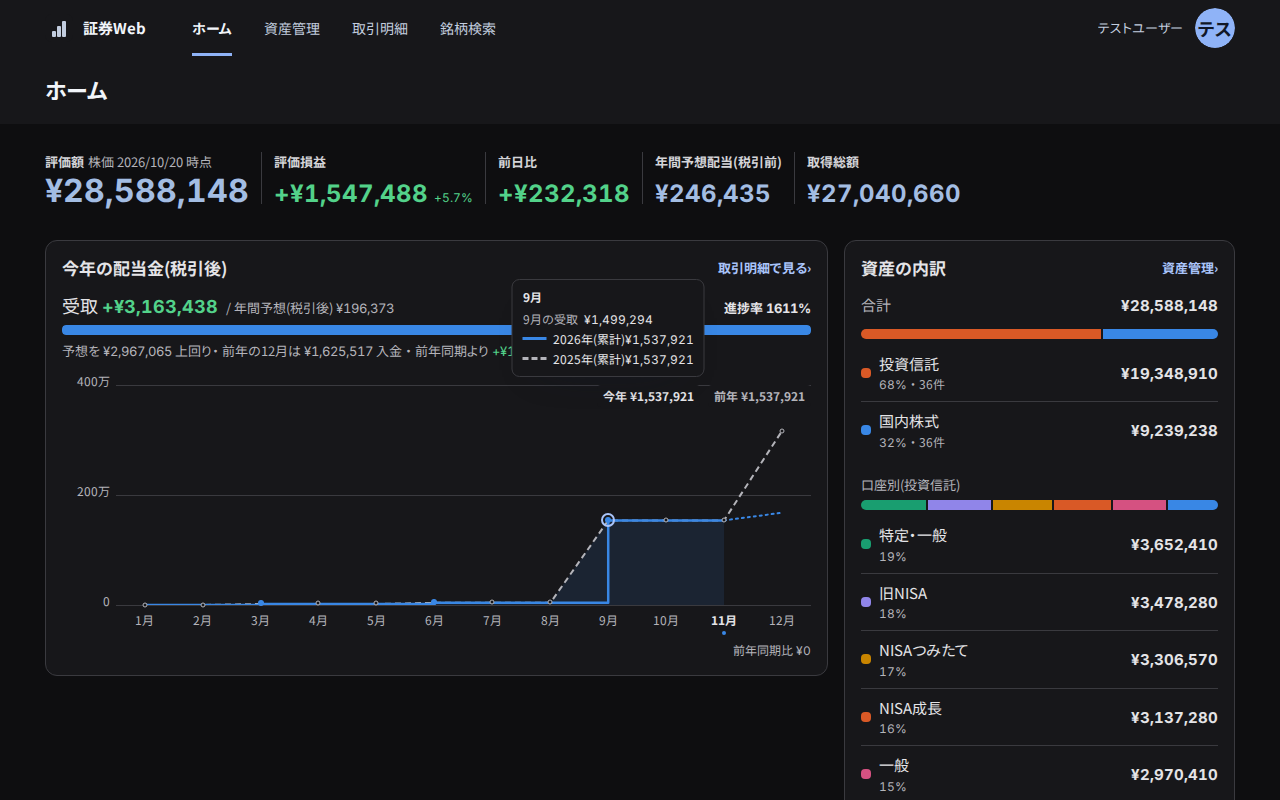 証券Web ホーム 資産管理 取引明細 銘柄検索 テストユーザー テス
ホーム
評価額 株価 2026/10/20 時点
¥28,588,148
評価損益
+¥1,547,488 +5.7%
前日比
+¥232,318
年間予想配当(税引前)
¥246,435
取得総額
¥27,040,660
今年の配当金(税引後) 取引明細で見る›
受取 +¥3,163,438 / 年間予想(税引後) ¥196,373 進捗率 1611%
予想を ¥2,967,065 上回り・前年の12月は ¥1,625,517 入金・前年同期より
9月
9月の受取 ¥1,499,294
2026年(累計)¥1,537,921
2025年(累計)¥1,537,921
今年 ¥1,537,921 前年 ¥1,537,921
400万
200万
0
1月 2月 3月 4月 5月 6月 7月 8月 9月 10月 11月 12月
前年同期比 ¥0
資産の内訳 資産管理›
合計 ¥28,588,148
投資信託 ¥19,348,910
68%・36件
国内株式 ¥9,239,238
32%・36件
口座別(投資信託)
特定・一般 ¥3,652,410
19%
旧NISA ¥3,478,280
18%
NISAつみたて ¥3,306,570
17%
NISA成長 ¥3,137,280
16%
一般 ¥2,970,410
15%